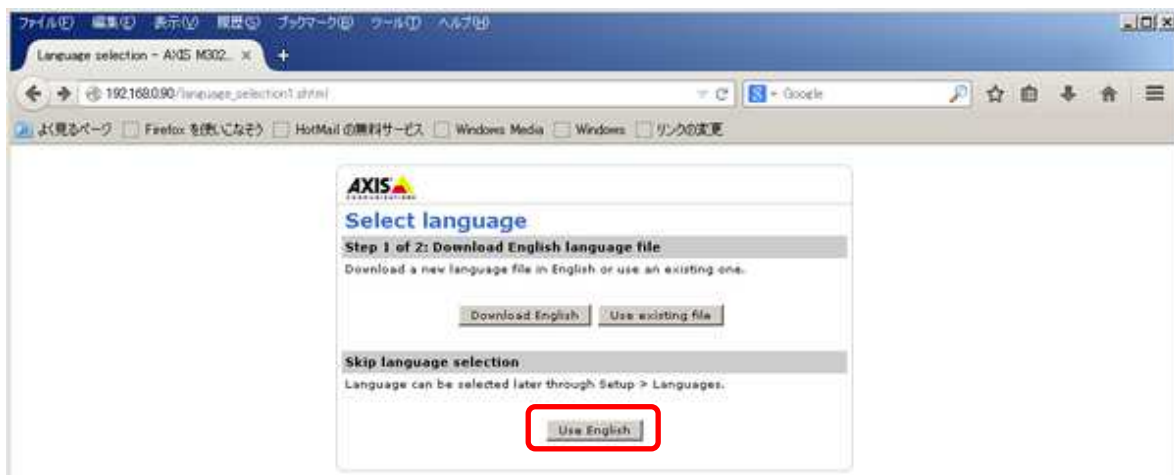 ファイル(F) 編集(E) 表示(V) 履歴(S) ブックマーク(B) ツール(T) ヘルプ(H)
Language selection - AXIS M302... ×
192.168.0.90/language_selection1.shtml
Google
よく見るページ Firefox を使いこなそう HotMail の無料サービス Windows Media Windows リンクの変更
AXIS
COMMUNICATIONS
Select language
Step 1 of 2: Download English language file
Download a new language file in English or use an existing one.
Download English Use existing file
Skip language selection
Language can be selected later through Setup > Languages.
Use English